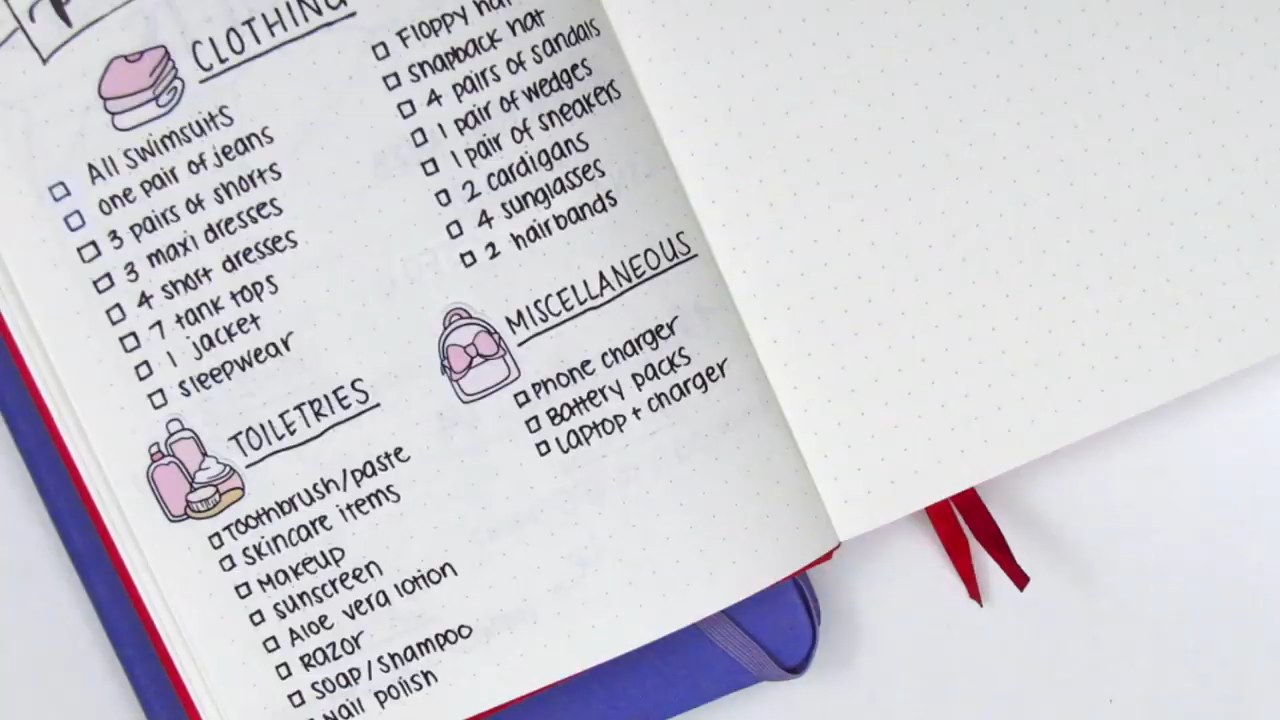 CLOTHING
All swimsuits
one pair of jeans
3 pairs of shorts
3 maxi dresses
4 short dresses
7 tank tops
1 jacket
sleepwear
Floppy hat
snapback hat
4 pairs of sandals
1 pair of wedges
1 pair of sneakers
2 cardigans
4 sunglasses
2 hairbands
TOILETRIES
Toothbrush/paste
skincare items
Makeup
sunscreen
Aloe vera lotion
Razor
soap/shampoo
Nail polish
MISCELLANEOUS
Phone charger
Battery packs
Laptop + charger